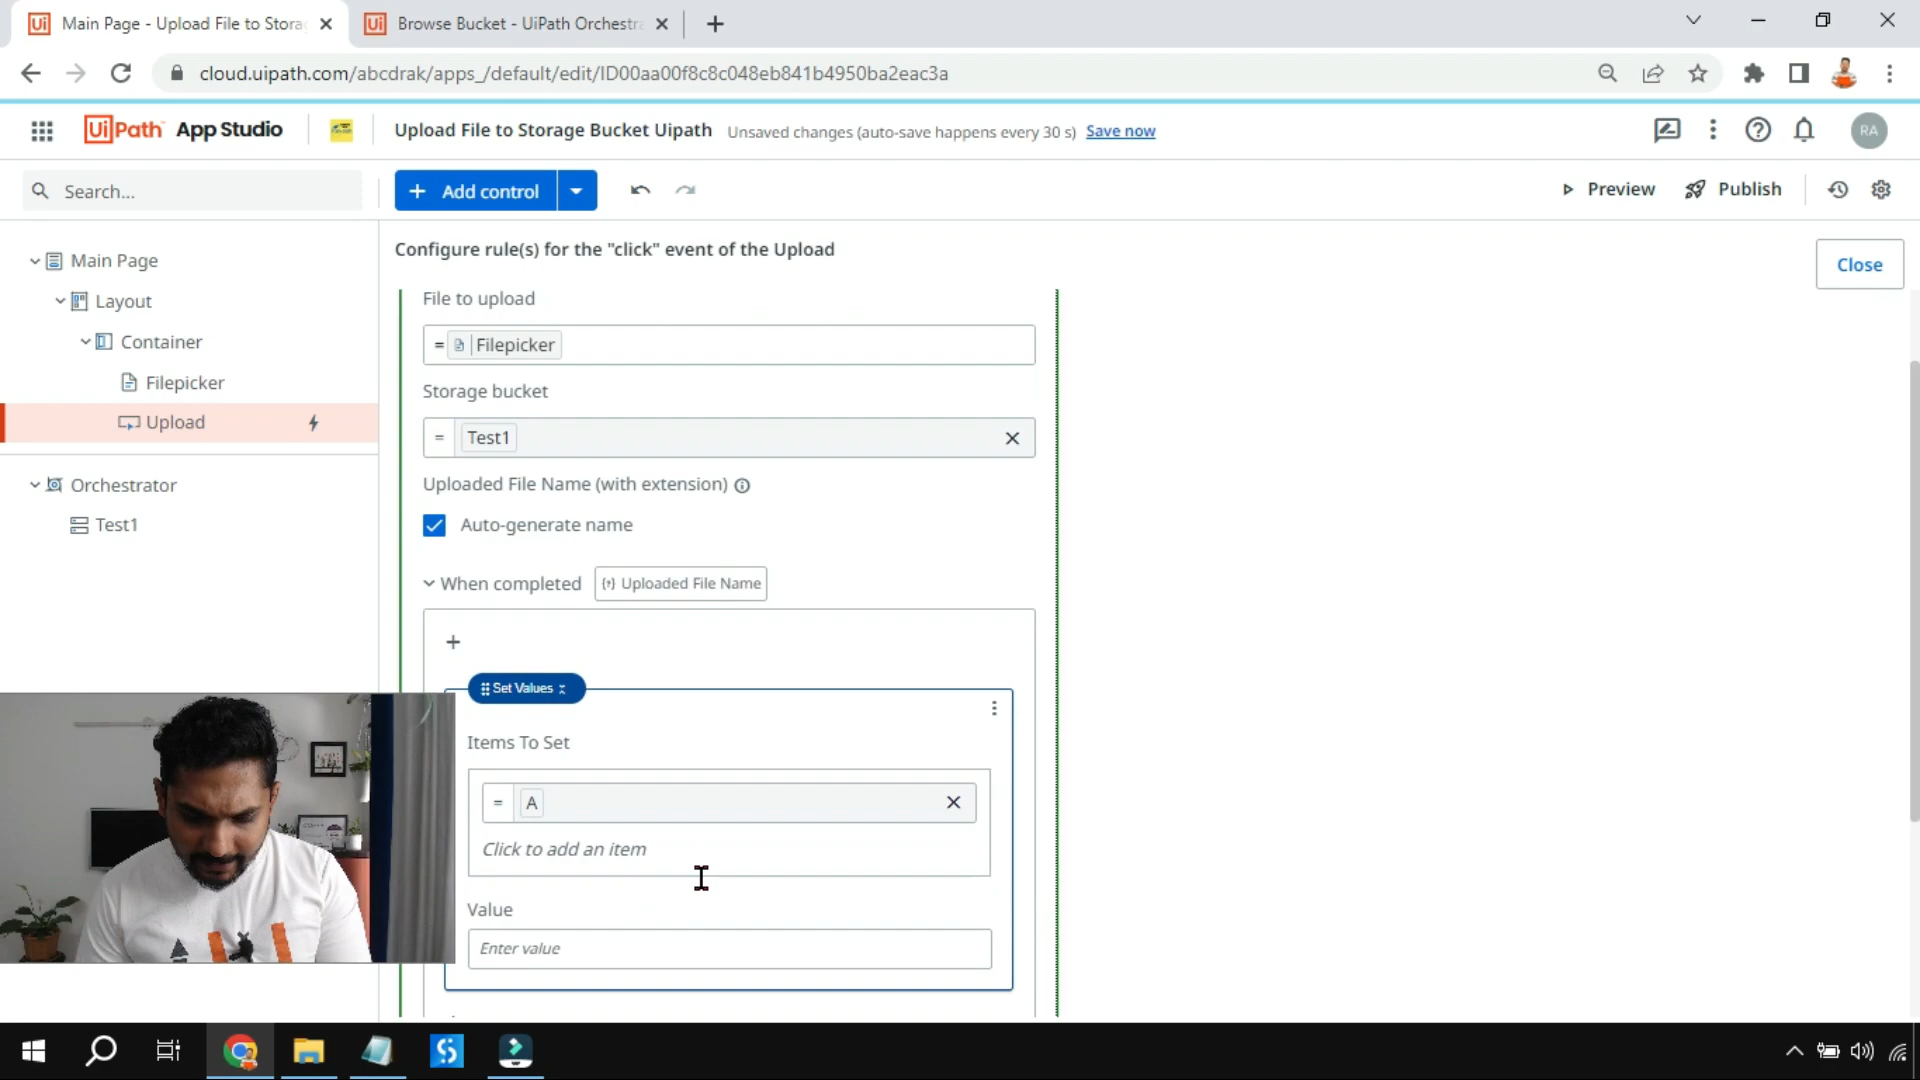 Main Page - Upload File to Stora
Browse Bucket - UiPath Orchestra
cloud.uipath.com/abcdrak/apps_/default/edit/ID00aa00f8c8c048eb841b4950ba2eac3a
UiPath App Studio
Upload File to Storage Bucket Uipath
Unsaved changes (auto-save happens every 30 s) Save now
RA
Search...
+ Add control
Preview
Publish
Main Page
Layout
Container
Filepicker
Upload
Orchestrator
Test1
Configure rule(s) for the "click" event of the Upload
Close
File to upload
= Filepicker
Storage bucket
= Test1
Uploaded File Name (with extension)
Auto-generate name
When completed
Uploaded File Name
+
Set Values
Items To Set
= A
Click to add an item
Value
Enter value